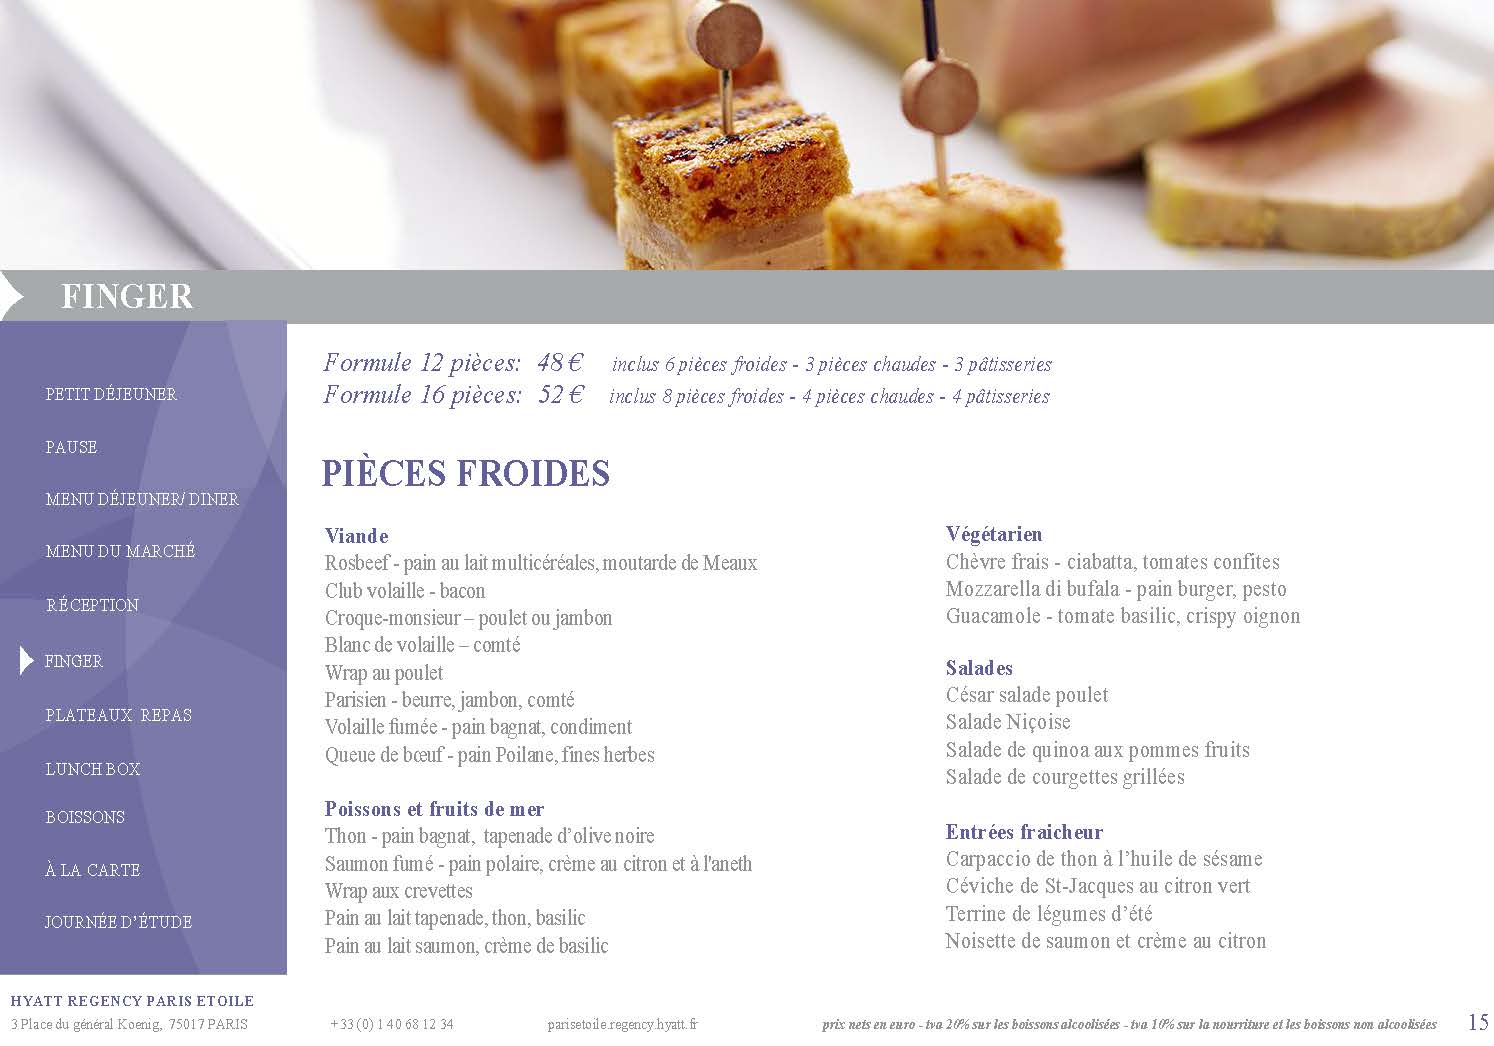 FINGER
PETIT DÉJEUNER
PAUSE
MENU DÉJEUNER/ DINER
MENU DU MARCHÉ
RÉCEPTION
FINGER
PLATEAUX REPAS
LUNCH BOX
BOISSONS
À LA CARTE
JOURNÉE D’ÉTUDE
Formule 12 pièces: 48 € inclus 6 pièces froides - 3 pièces chaudes - 3 pâtisseries
Formule 16 pièces: 52 € inclus 8 pièces froides - 4 pièces chaudes - 4 pâtisseries
PIÈCES FROIDES
Viande
Rosbeef - pain au lait multicéréales, moutarde de Meaux
Club volaille - bacon
Croque-monsieur – poulet ou jambon
Blanc de volaille – comté
Wrap au poulet
Parisien - beurre, jambon, comté
Volaille fumée - pain bagnat, condiment
Queue de bœuf - pain Poilane, fines herbes
Poissons et fruits de mer
Thon - pain bagnat, tapenade d’olive noire
Saumon fumé - pain polaire, crème au citron et à l'aneth
Wrap aux crevettes
Pain au lait tapenade, thon, basilic
Pain au lait saumon, crème de basilic
Végétarien
Chèvre frais - ciabatta, tomates confites
Mozzarella di bufala - pain burger, pesto
Guacamole - tomate basilic, crispy oignon
Salades
César salade poulet
Salade Niçoise
Salade de quinoa aux pommes fruits
Salade de courgettes grillées
Entrées fraicheur
Carpaccio de thon à l’huile de sésame
Céviche de St-Jacques au citron vert
Terrine de légumes d’été
Noisette de saumon et crème au citron
HYATT REGENCY PARIS ETOILE
3 Place du général Koenig, 75017 PARIS +33 (0) 1 40 68 12 34 parisetoile.regency.hyatt.fr prix nets en euro - tva 20% sur les boissons alcoolisées - tva 10% sur la nourriture et les boissons non alcoolisées 15